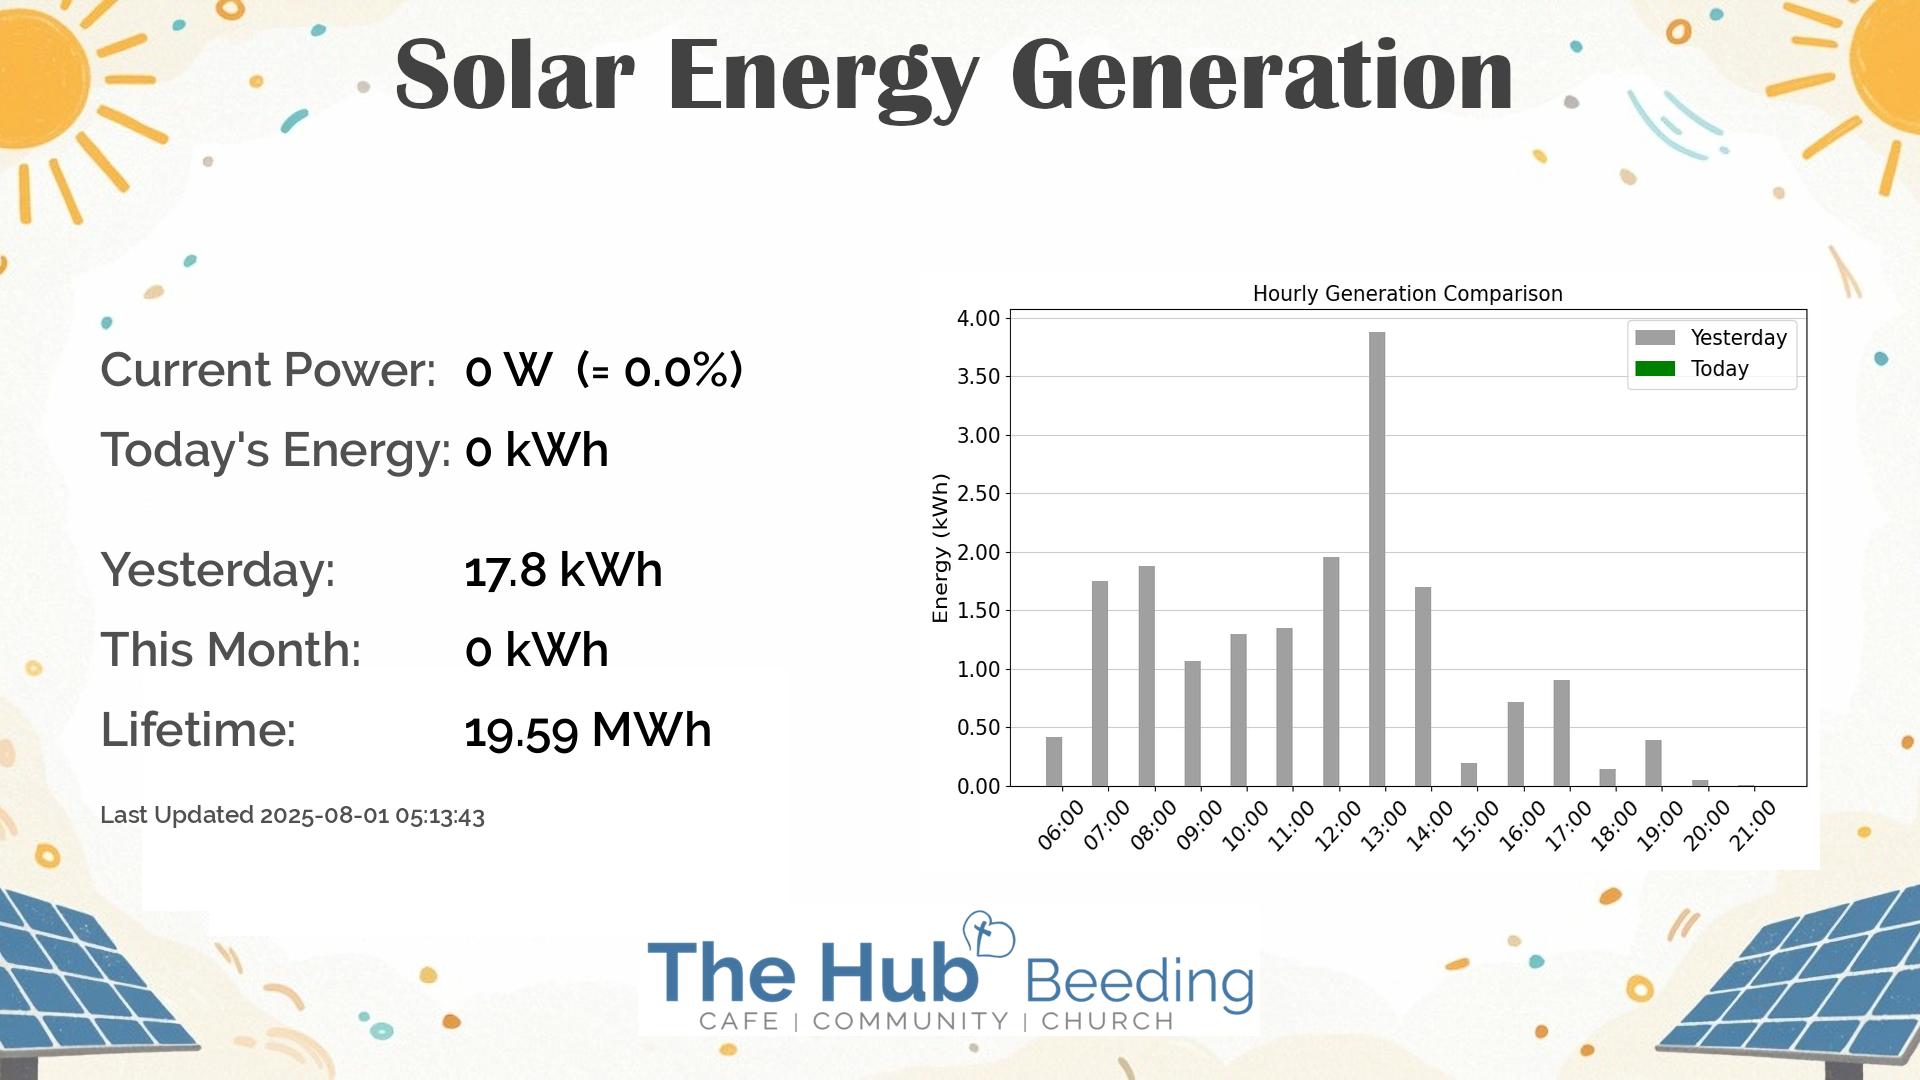 Solar Energy Generation
Current Power: 0 W (= 0.0%)
Today's Energy: 0 kWh
Yesterday: 17.8 kWh
This Month: 0 kWh
Lifetime: 19.59 MWh
Last Updated 2025-08-01 05:13:43
Hourly Generation Comparison
Yesterday
Today
Energy (kWh)
4.00
3.50
3.00
2.50
2.00
1.50
1.00
0.50
0.00
06:00 07:00 08:00 09:00 10:00 11:00 12:00 13:00 14:00 15:00 16:00 17:00 18:00 19:00 20:00 21:00
The Hub Beeding
CAFE | COMMUNITY | CHURCH